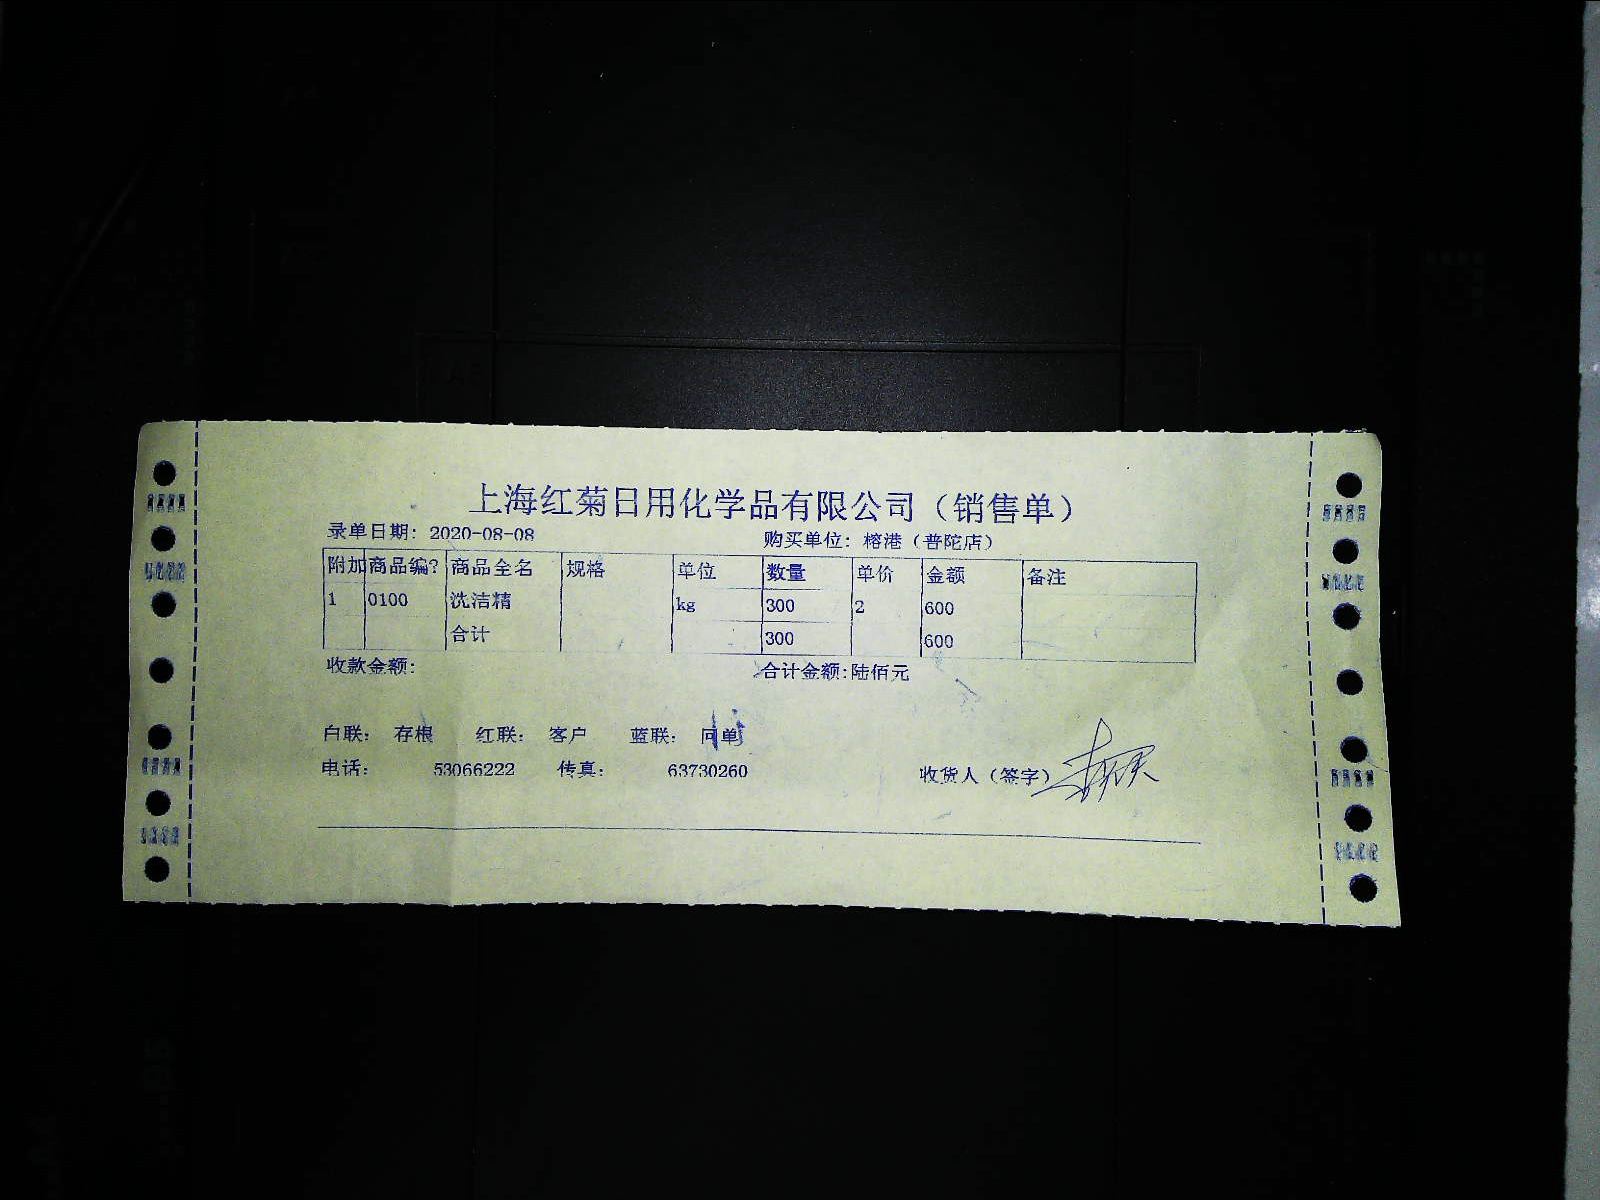 上海红菊日用化学品有限公司（销售单）
录单日期: 2020-08-08 购买单位: 榕港（普陀店）
附加 商品编? 商品全名 规格 单位 数量 单价 金额 备注
1 0100 洗洁精 kg 300 2 600
合计 300 600
收款金额: 合计金额:陆佰元
白联: 存根 红联: 客户 蓝联: 回单
电话: 53066222 传真: 63730260 收货人（签字）